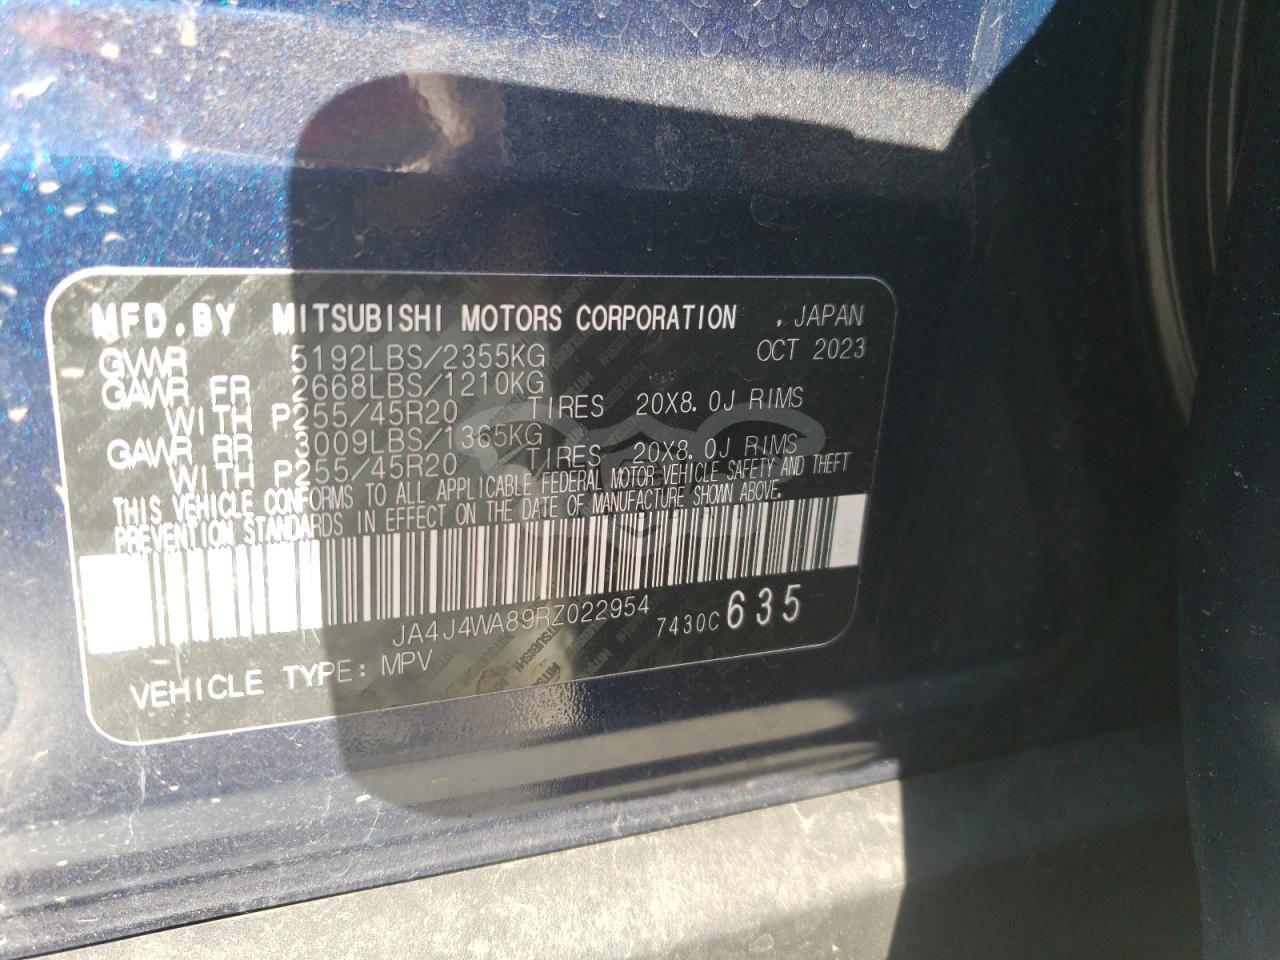 MFD.BY MITSUBISHI MOTORS CORPORATION , JAPAN
GVWR 5192LBS/2355KG OCT 2023
GAWR FR 2668LBS/1210KG
WITH P255/45R20 TIRES 20X8.0J RIMS
GAWR RR 3009LBS/1365KG
WITH P255/45R20 TIRES 20X8.0J RIMS
THIS VEHICLE CONFORMS TO ALL APPLICABLE FEDERAL MOTOR VEHICLE SAFETY AND THEFT
PREVENTION STANDARDS IN EFFECT ON THE DATE OF MANUFACTURE SHOWN ABOVE.
JA4J4WA89RZ022954 7430C 635
VEHICLE TYPE: MPV